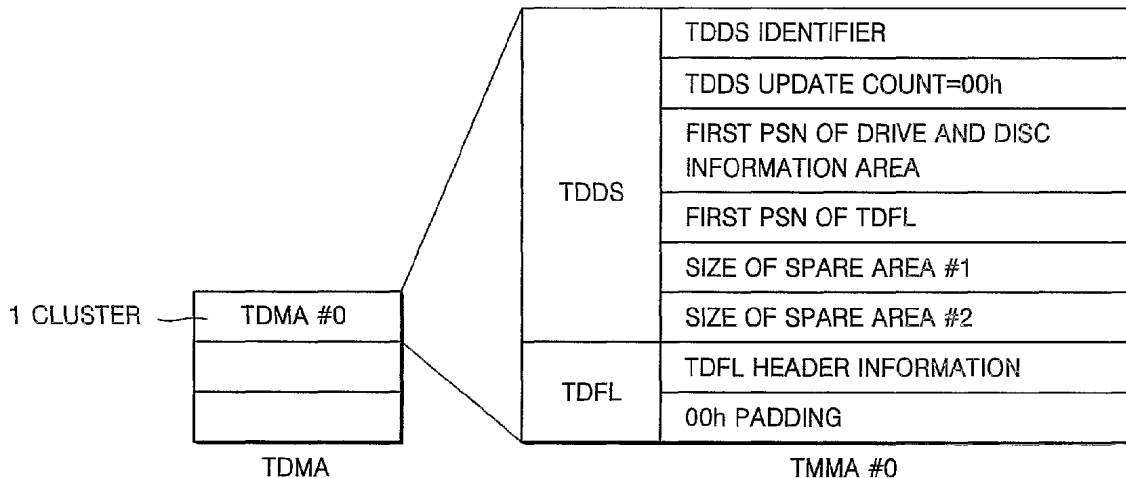 TDDS IDENTIFIER
TDDS UPDATE COUNT=00h
FIRST PSN OF DRIVE AND DISC
INFORMATION AREA
TDDS
FIRST PSN OF TDFL
SIZE OF SPARE AREA #1
1 CLUSTER
TDMA #0
SIZE OF SPARE AREA #2
TDFL
TDFL HEADER INFORMATION
00h PADDING
TDMA
TMMA #0